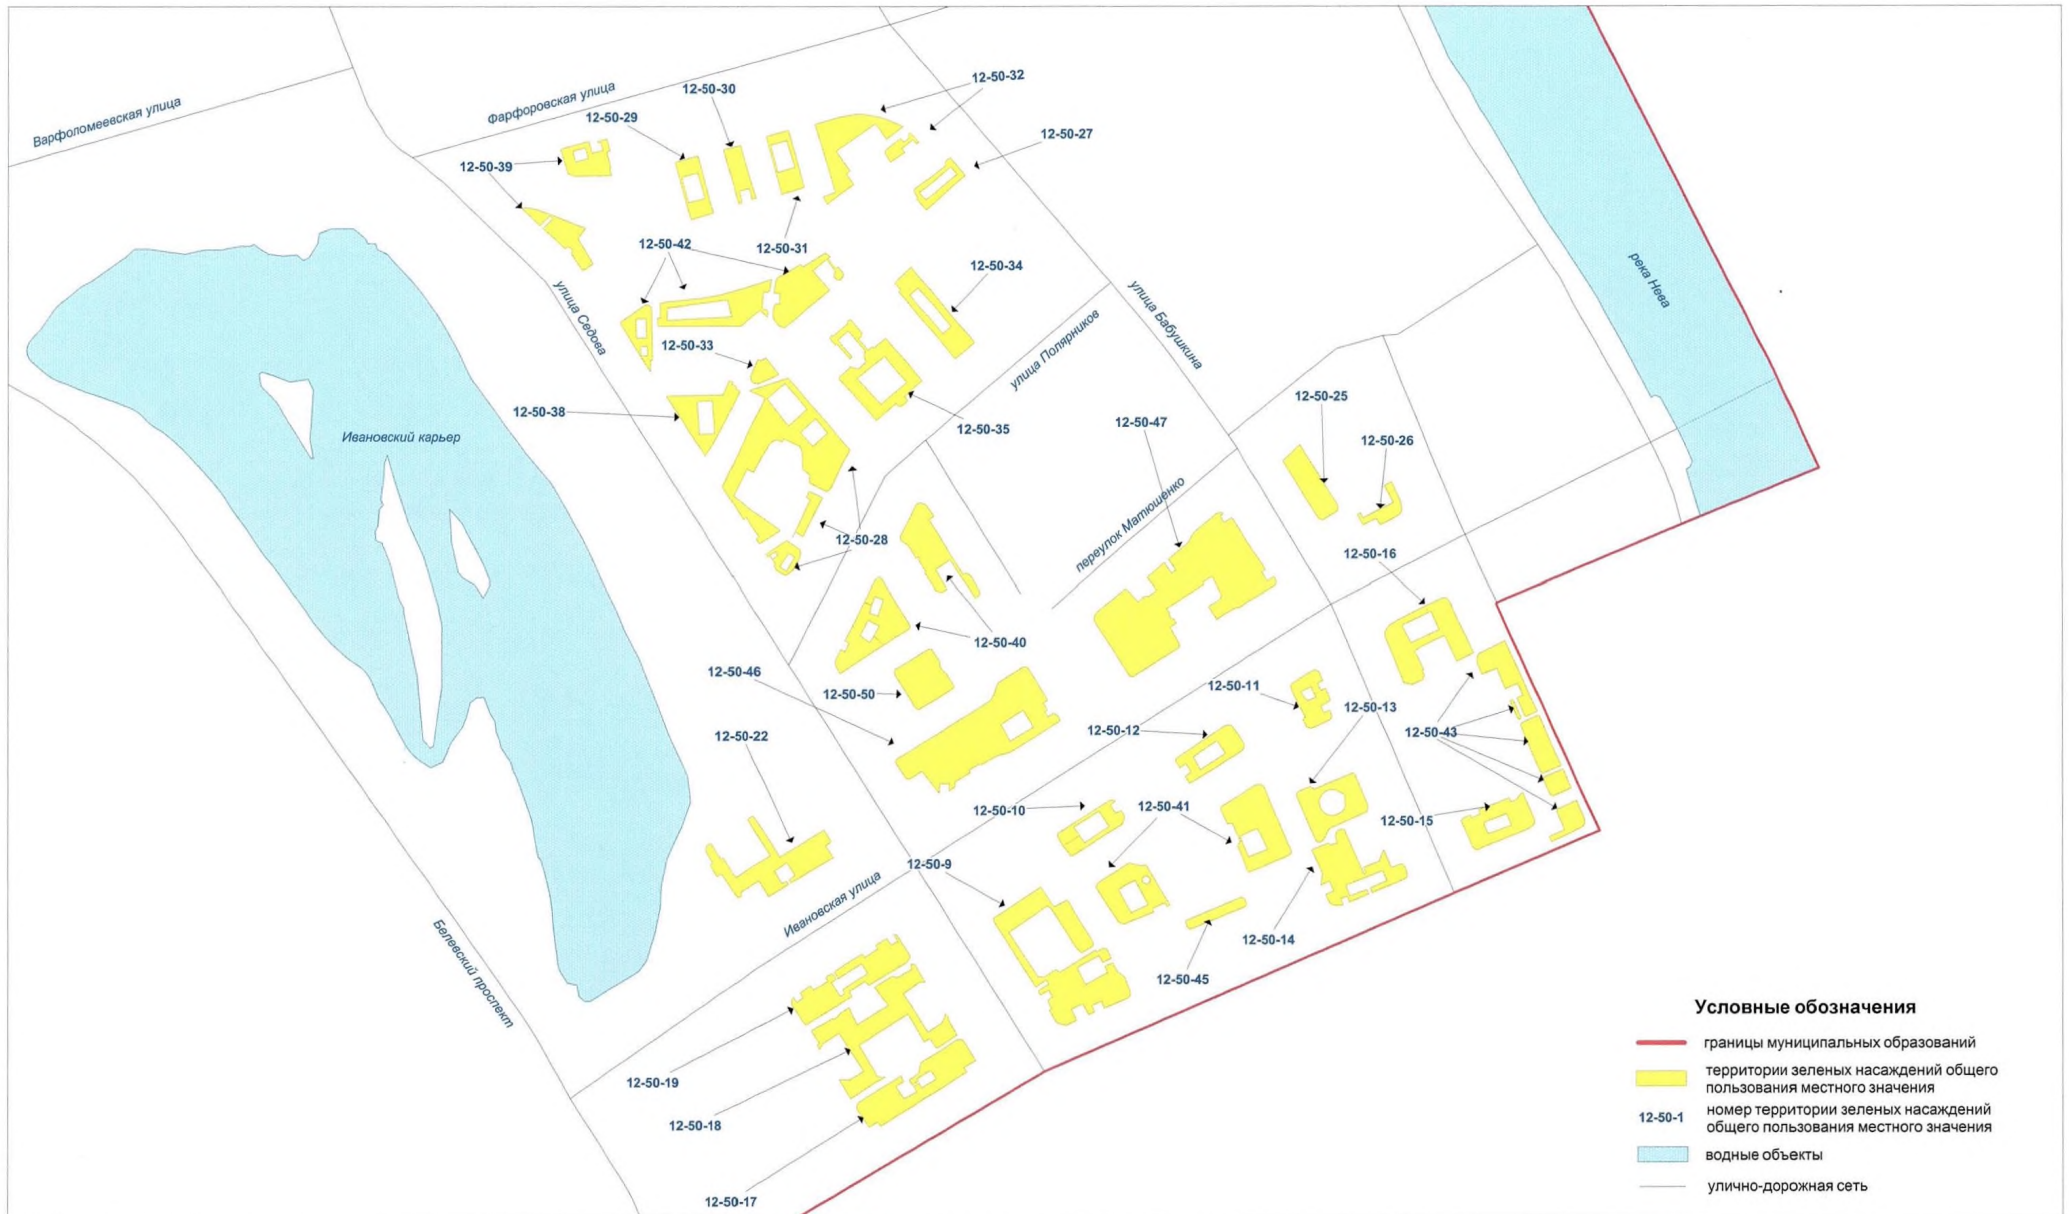 12-50-32
12-50-30
Варфоломеевская улица
Фарфоровская улица
12-50-29
12-50-27
12-50-39
12-50-42
12-50-31
12-50-34
река Нева
улица Седова
улица Бабушкина
12-50-33
улица Полярников
12-50-38
12-50-25
12-50-47
12-50-35
Ивановский карьер
12-50-26
переулок Матюшенко
12-50-28
12-50-16
12-50-40
12-50-46
12-50-50
12-50-11
12-50-13
12-50-12
12-50-43
12-50-22
12-50-10
12-50-41
12-50-15
12-50-9
Ивановская улица
Белевский проспект
12-50-14
12-50-45
12-50-19
12-50-18
12-50-17
Условные обозначения
границы муниципальных образований
территории зеленых насаждений общего
пользования местного значения
12-50-1
номер территории зеленых насаждений
общего пользования местного значения
водные объекты
улично-дорожная сеть